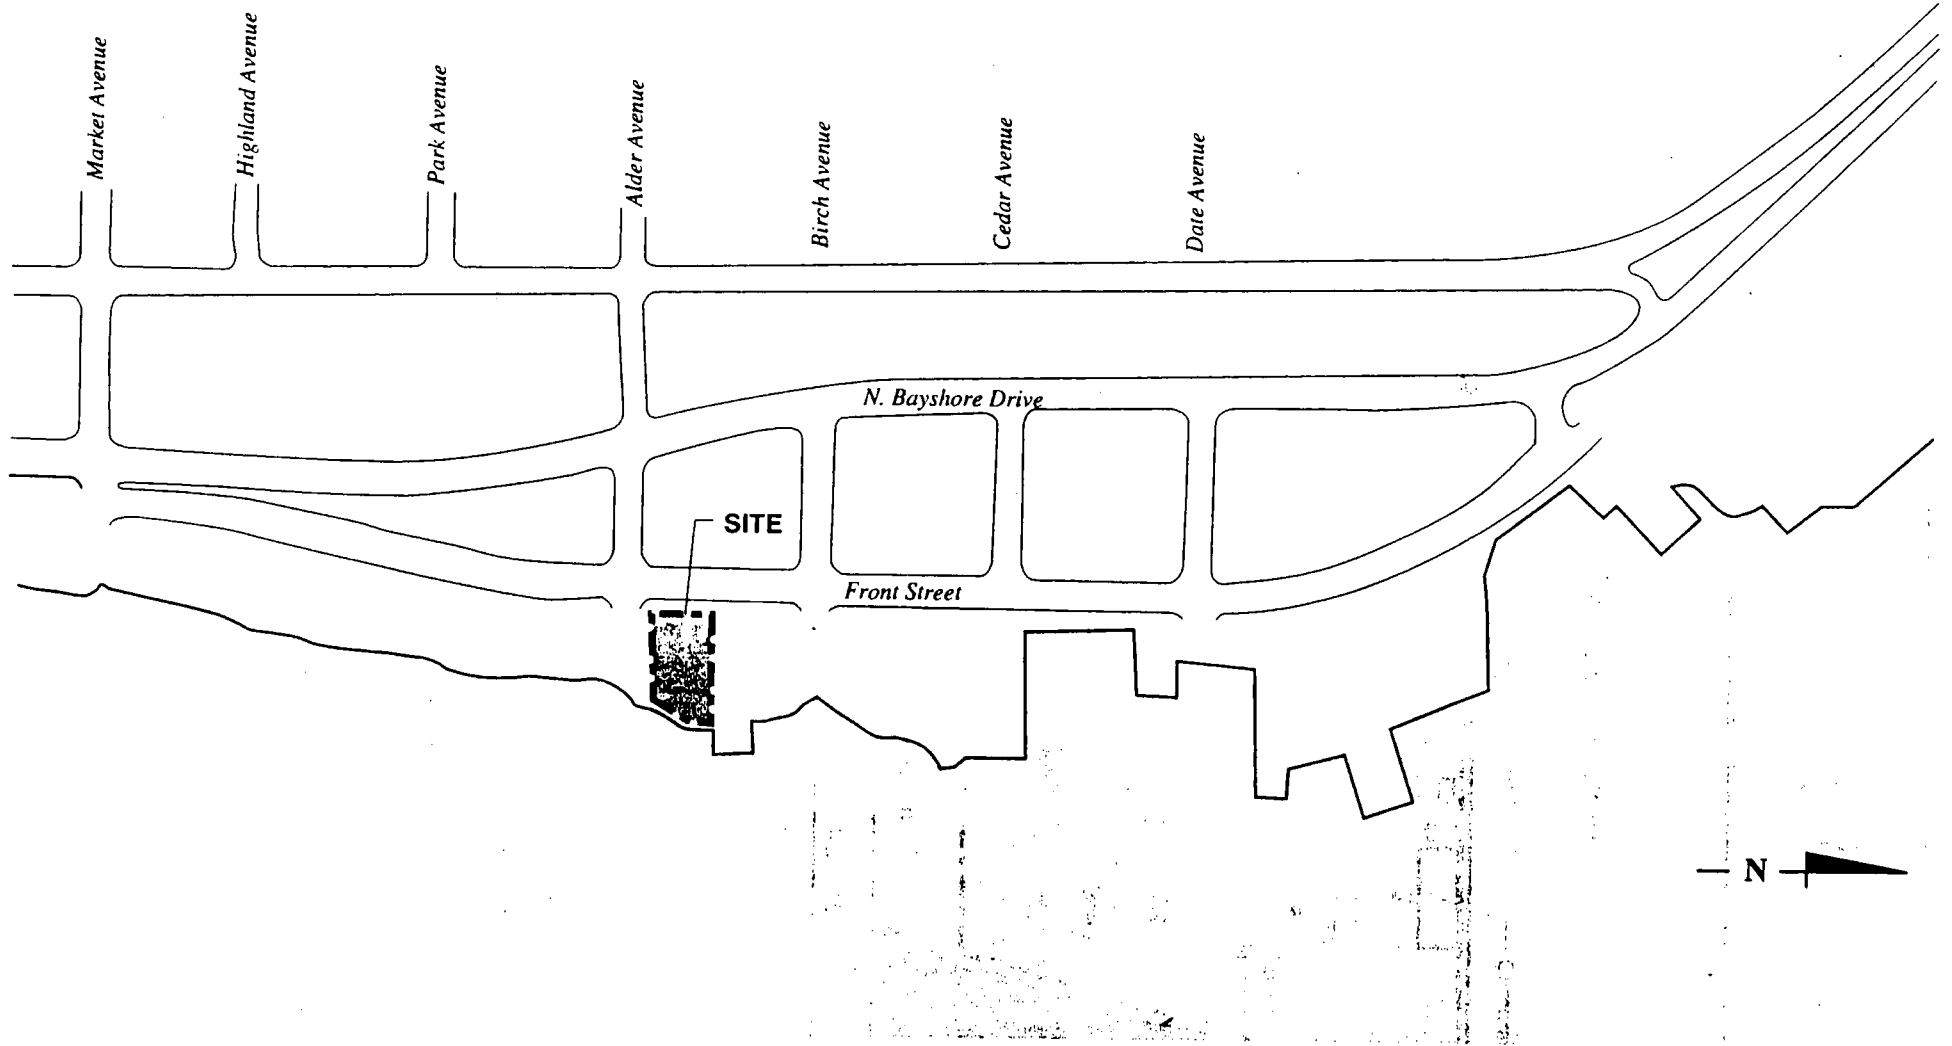 Market Avenue
Highland Avenue
Park Avenue
Alder Avenue
Birch Avenue
Cedar Avenue
Date Avenue
N. Bayshore Drive
SITE
Front Street
N